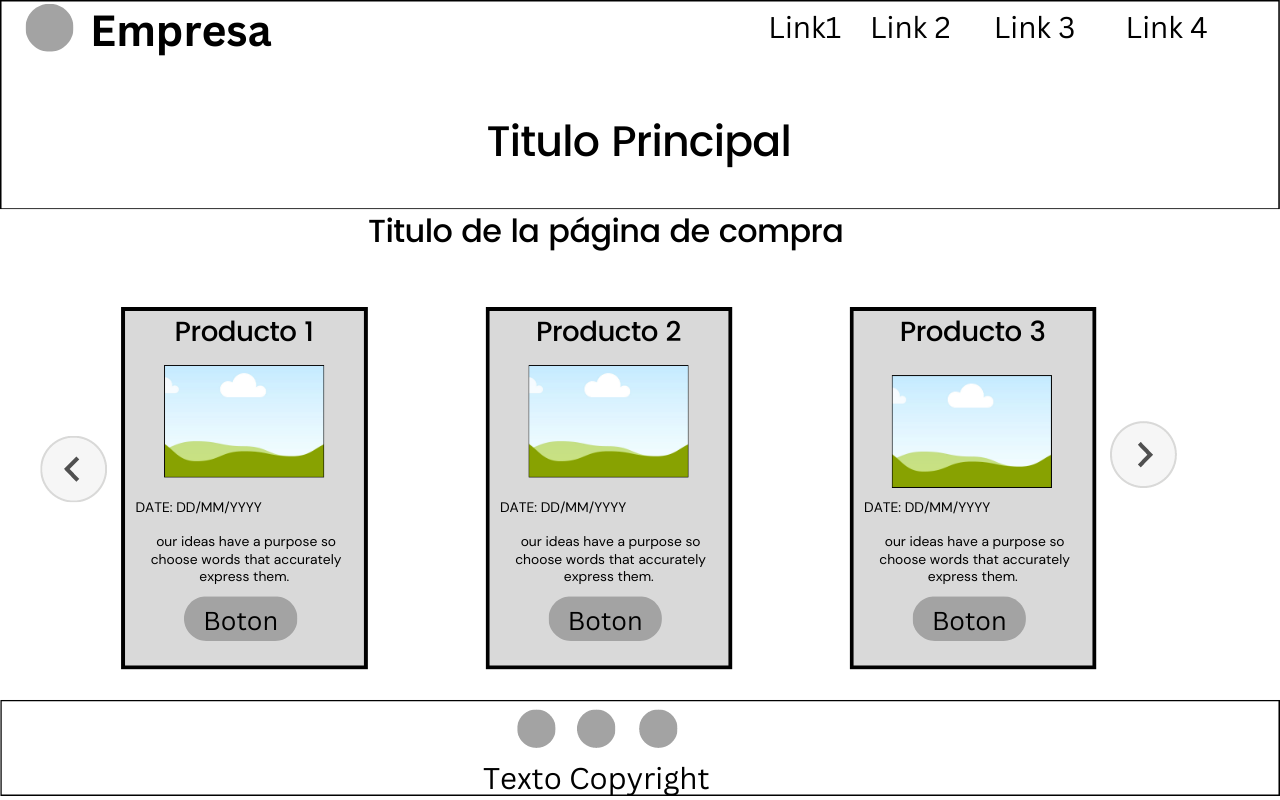 Empresa
Link1 Link 2 Link 3 Link 4
Titulo Principal
Titulo de la página de compra
Producto 1
DATE: DD/MM/YYYY
our ideas have a purpose so
choose words that accurately
express them.
Boton
Producto 2
DATE: DD/MM/YYYY
our ideas have a purpose so
choose words that accurately
express them.
Boton
Producto 3
DATE: DD/MM/YYYY
our ideas have a purpose so
choose words that accurately
express them.
Boton
Texto Copyright